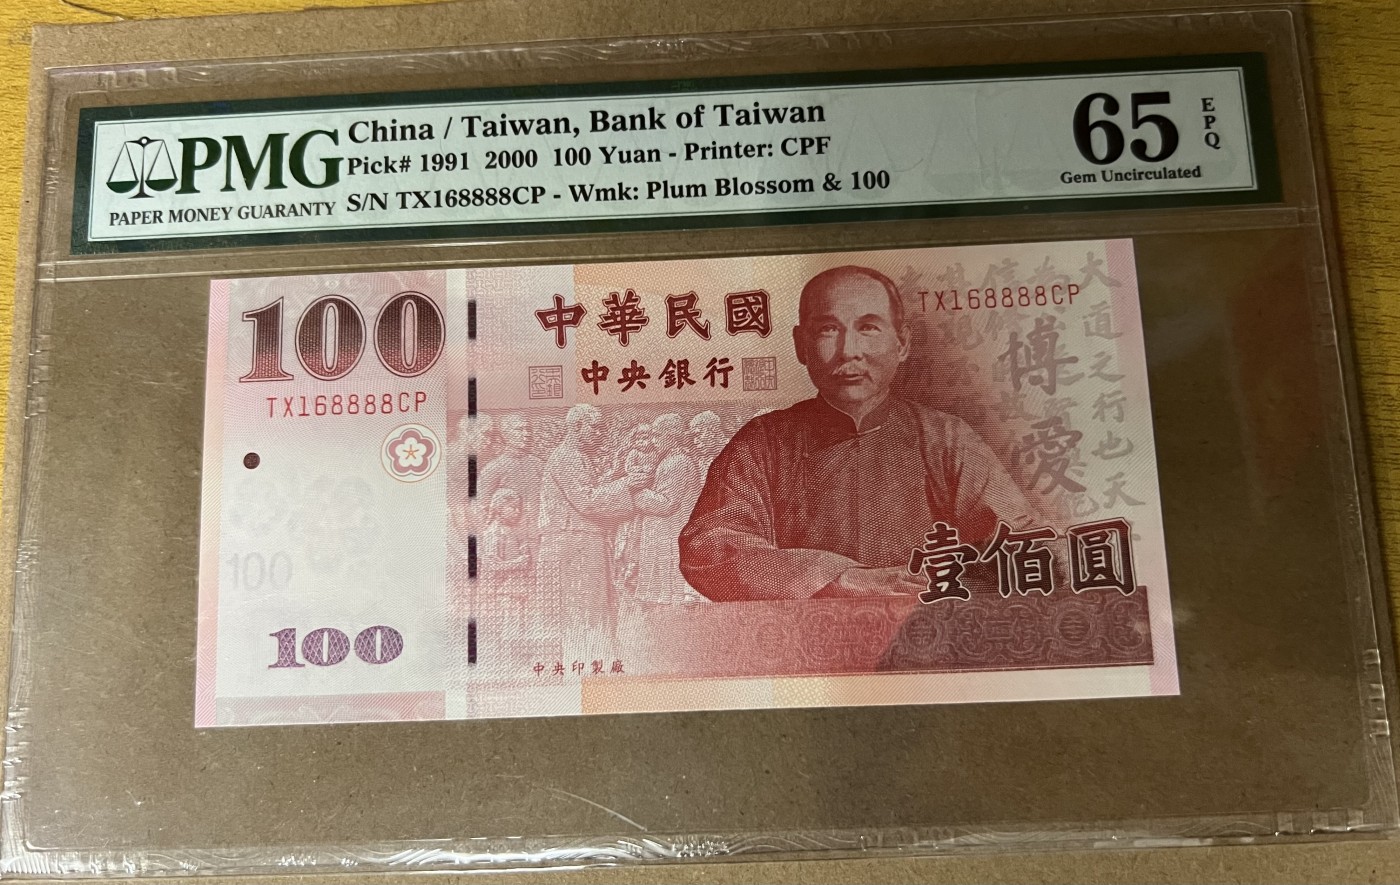 PMG
PAPER MONEY GUARANTY
China / Taiwan, Bank of Taiwan
Pick# 1991 2000 100 Yuan - Printer: CPF
S/N TX168888CP - Wmk: Plum Blossom & 100
65
EPQ
Gem Uncirculated
100
TX168888CP
100
100
中華民國
中央銀行
中央印製廠
TX168888CP
博愛
大道之行也天
壹佰圓